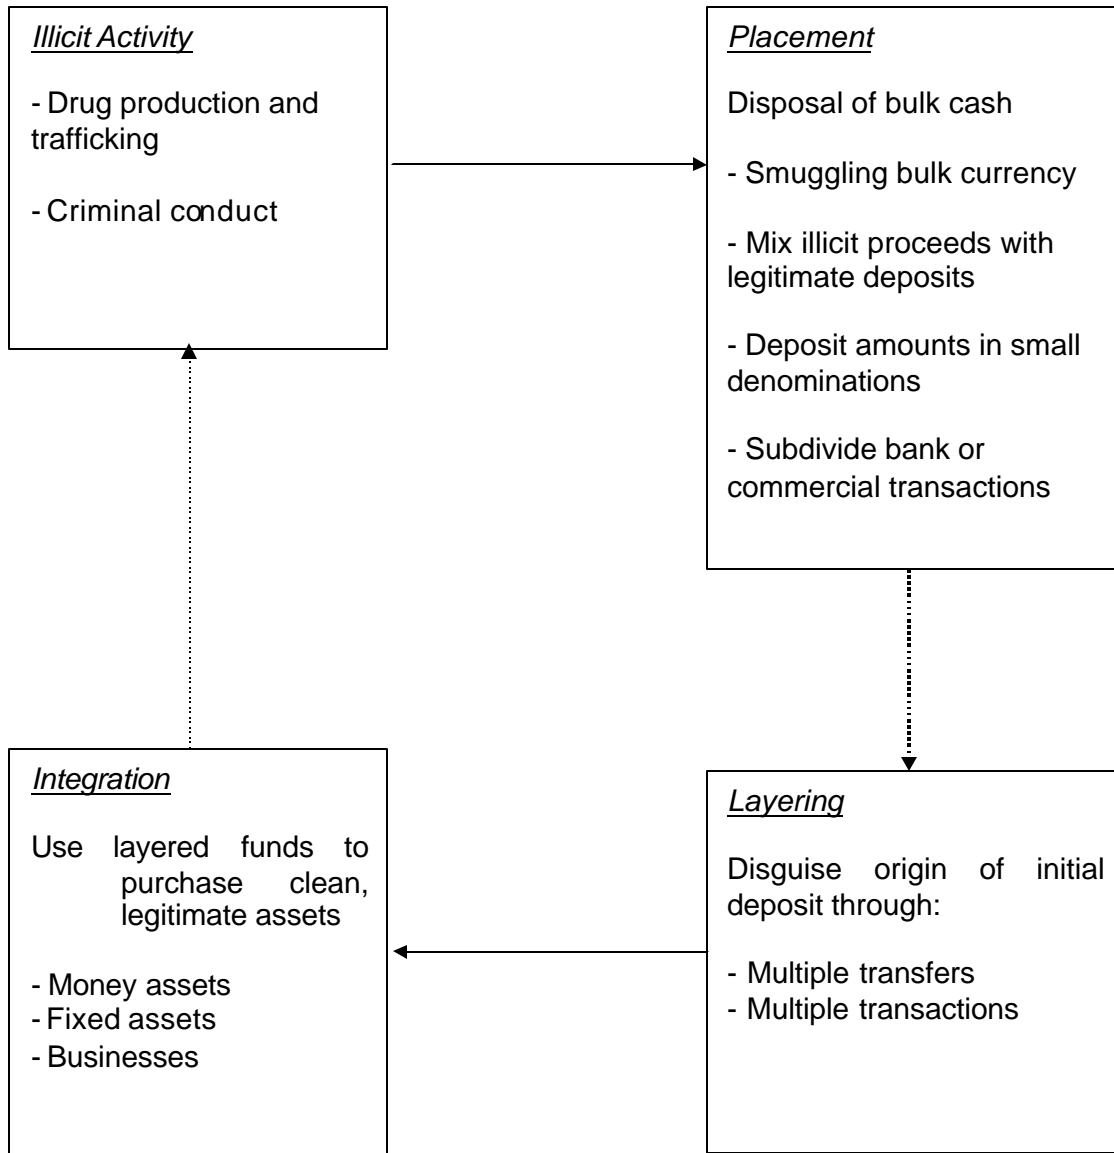 Illicit Activity
- Drug production and
trafficking
- Criminal conduct
Placement
Disposal of bulk cash
- Smuggling bulk currency
- Mix illicit proceeds with
legitimate deposits
- Deposit amounts in small
denominations
- Subdivide bank or
commercial transactions
Integration
Use layered funds to
purchase clean,
legitimate assets
- Money assets
- Fixed assets
- Businesses
Layering
Disguise origin of initial
deposit through:
- Multiple transfers
- Multiple transactions